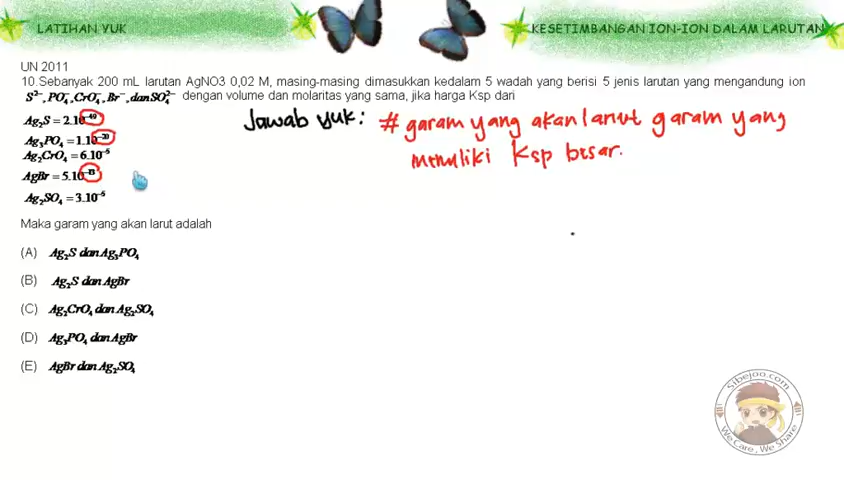 LATIHAN YUK
KESETIMBANGAN ION-ION DALAM LARUTAN
UN 2011
10.Sebanyak 200 mL larutan AgNO3 0,02 M, masing-masing dimasukkan kedalam 5 wadah yang berisi 5 jenis larutan yang mengandung ion
S²⁻, PO₄⁻, CrO₄⁻, Br⁻, dan SO₄²⁻ dengan volume dan molaritas yang sama, jika harga Ksp dari
Ag₂S = 2.10⁻⁴⁹
Ag₃PO₄ = 1.10⁻²⁰
Ag₂CrO₄ = 6.10⁻⁵
AgBr = 5.10⁻¹³
Ag₂SO₄ = 3.10⁻⁵
Jawab yuk: # garam yang akan larut garam yang
memiliki Ksp besar.
Maka garam yang akan larut adalah
(A) Ag₂S dan Ag₃PO₄
(B) Ag₂S dan AgBr
(C) Ag₂CrO₄ dan Ag₂SO₄
(D) Ag₃PO₄ dan AgBr
(E) AgBr dan Ag₂SO₄
Sibejoo.com
We Care, We Share